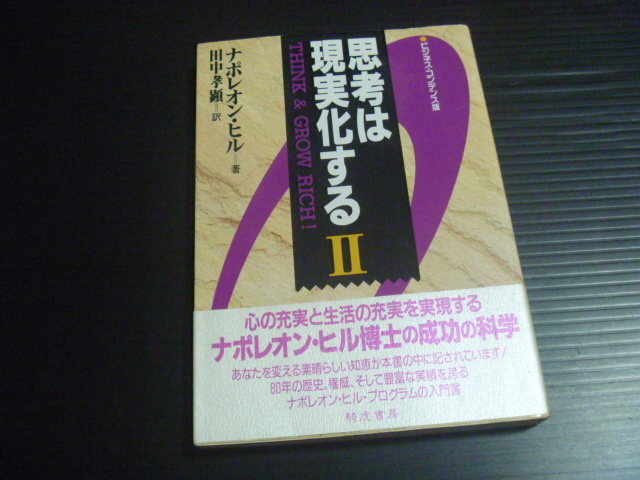 ビジネス・コンデンス版
思考は
現実化する
II
THINK & GROW RICH!
ナポレオン・ヒル=著
田中孝顕=訳
心の充実と生活の充実を実現する
ナポレオン・ヒル博士の成功の科学
あなたを変える素晴らしい知恵が本書の中に記されています!
80年の歴史、権威、そして豊富な実績を誇る
ナポレオン・ヒル・プログラムの入門書
騎虎書房